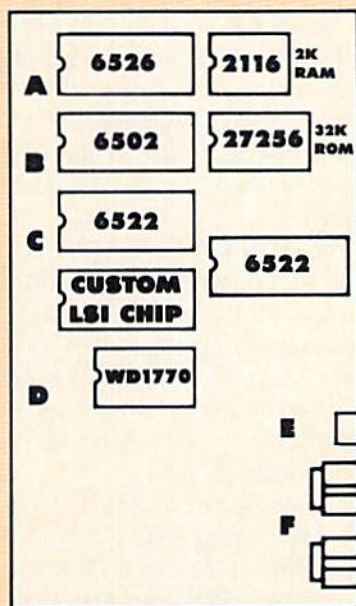 A
6526
2116
2K
RAM
B
6502
27256
32K
ROM
C
6522
6522
CUSTOM
LSI CHIP
D
WD1770
E
F